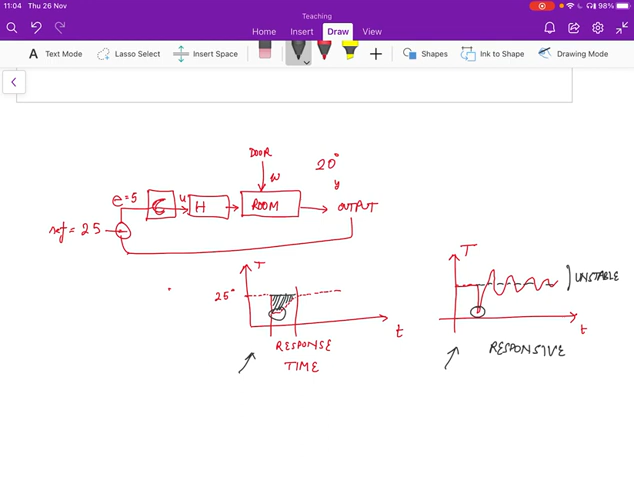 11:04 Thu 26 Nov
Teaching
98%
Home Insert Draw View
Text Mode Lasso Select Insert Space Shapes Ink to Shape Drawing Mode
DOOR
20°
w
y
e=5
C
u
H
ROOM
OUTPUT
ref = 25
T
25°
t
RESPONSE
TIME
T
UNSTABLE
t
RESPONSIVE